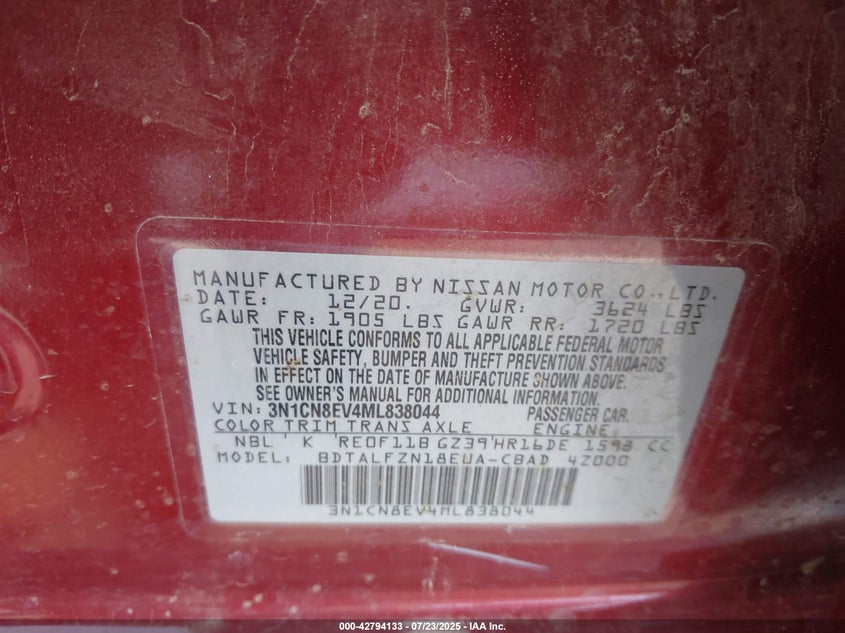 MANUFACTURED BY NISSAN MOTOR CO.,LTD.
DATE: 12/20. GVWR: 3624 LBS
GAWR FR: 1905 LBS GAWR RR: 1720 LBS
THIS VEHICLE CONFORMS TO ALL APPLICABLE FEDERAL MOTOR
VEHICLE SAFETY, BUMPER AND THEFT PREVENTION STANDARDS
IN EFFECT ON THE DATE OF MANUFACTURE SHOWN ABOVE.
SEE OWNER'S MANUAL FOR ADDITIONAL INFORMATION.
VIN: 3N1CN8EV4ML838044 PASSENGER CAR.
COLOR TRIM TRANS AXLE ENGINE
NBL K RE0F11B GZ39 HR16DE 1598 CC
MODEL: BDTALFZN18EUA-CBAD 4Z000
3N1CN8EV4ML838044
000-42794133 - 07/23/2025 - IAA Inc.